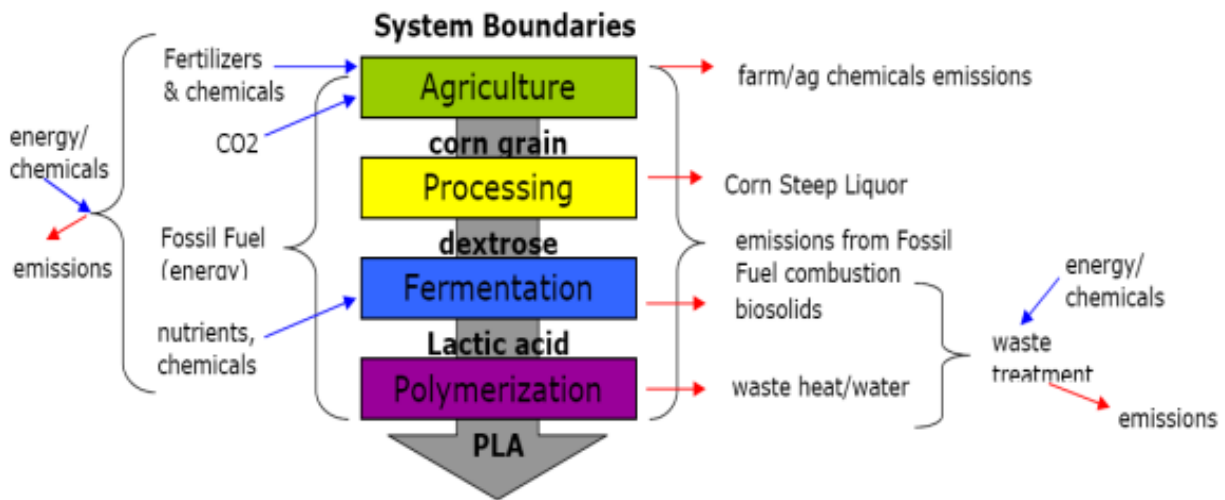 System Boundaries
Fertilizers
& chemicals
Agriculture
farm/ag chemicals emissions
CO2
energy/
chemicals
corn grain
Processing
Corn Steep Liquor
Fossil Fuel
(energy)
dextrose
emissions from Fossil
Fuel combustion
emissions
Fermentation
biosolids
energy/
chemicals
nutrients,
chemicals
Lactic acid
waste
treatment
Polymerization
waste heat/water
emissions
PLA